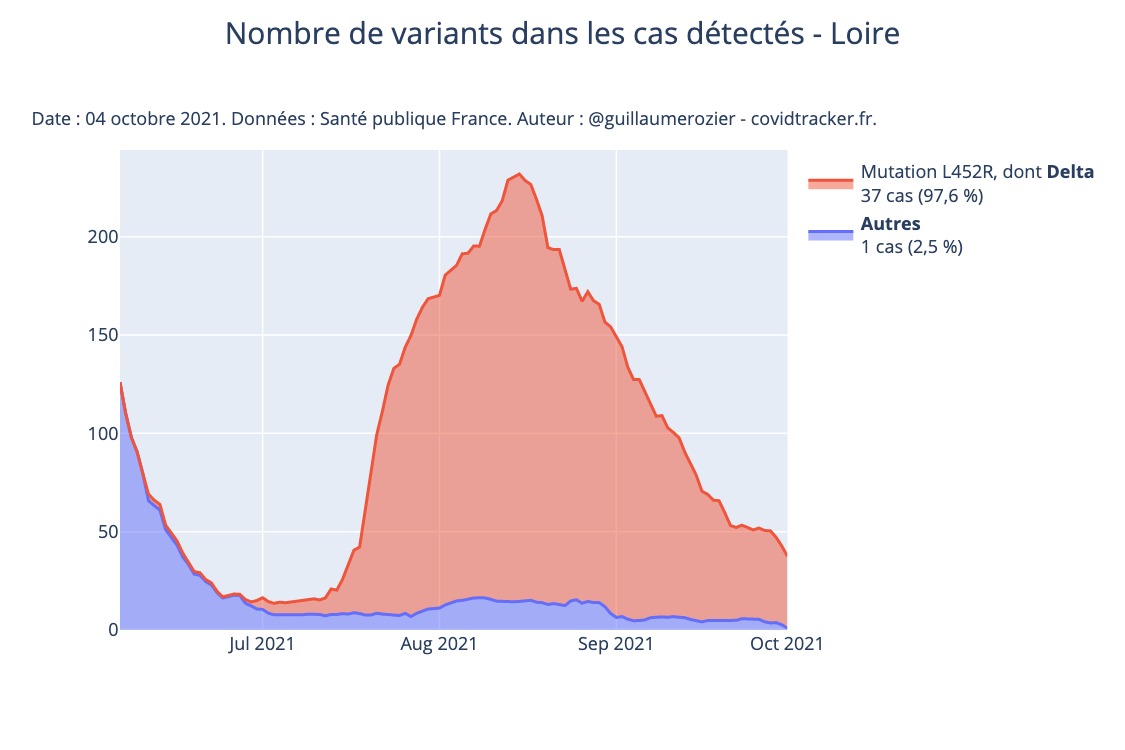 Nombre de variants dans les cas détectés - Loire
Date : 04 octobre 2021. Données : Santé publique France. Auteur : @guillaumerozier - covidtracker.fr.
Mutation L452R, dont Delta
37 cas (97,6 %)
Autres
1 cas (2,5 %)
200
150
100
50
0
Jul 2021
Aug 2021
Sep 2021
Oct 2021